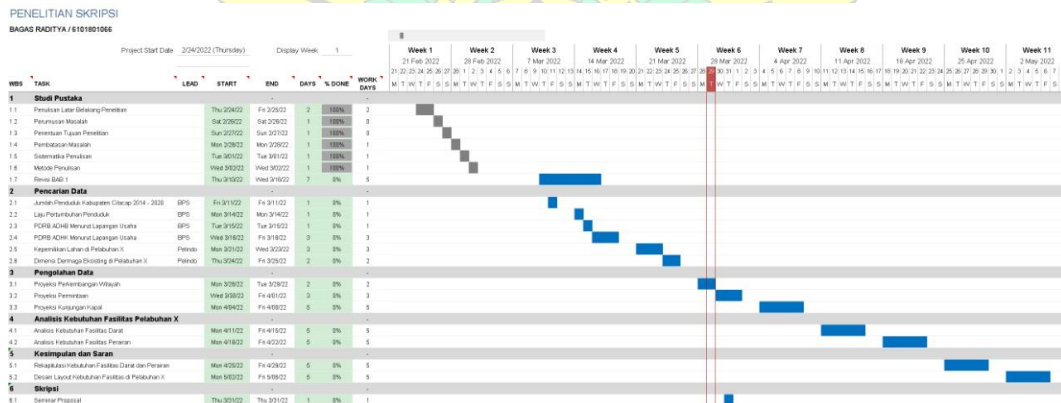 PENELITIAN SKRIPSI
BAGAS RADITYA / 6101801066
Project Start Date 2/24/2022 (Thursday) Display Week 1
Week 1 Week 2 Week 3 Week 4 Week 5 Week 6 Week 7 Week 8 Week 9 Week 10 Week 11
21 Feb 2022 28 Feb 2022 7 Mar 2022 14 Mar 2022 21 Mar 2022 28 Mar 2022 4 Apr 2022 11 Apr 2022 18 Apr 2022 25 Apr 2022 2 May 2022
WBS TASK LEAD START END DAYS % DONE WORK DAYS
1 Studi Pustaka - -
1.1 Penulisan Latar Belakang Penelitian Thu 2/24/22 Fri 2/25/22 2 100% 2
1.2 Perumusan Masalah Sat 2/26/22 Sat 2/26/22 1 100% 0
1.3 Penentuan Tujuan Penelitian Sun 2/27/22 Sun 2/27/22 1 100% 0
1.4 Pembatasan Masalah Mon 2/28/22 Mon 2/28/22 1 100% 1
1.5 Sistematika Penulisan Tue 3/01/22 Tue 3/01/22 1 100% 1
1.6 Metode Penulisan Wed 3/02/22 Wed 3/02/22 1 100% 1
1.7 Revisi BAB 1 Thu 3/10/22 Wed 3/16/22 7 0% 5
2 Pencarian Data - -
2.1 Jumlah Penduduk Kabupaten Cilacap 2014 - 2020 BPS Fri 3/11/22 Fri 3/11/22 1 0% 1
2.2 Laju Pertumbuhan Penduduk BPS Mon 3/14/22 Mon 3/14/22 1 0% 1
2.3 PDRB ADHB Menurut Lapangan Usaha BPS Tue 3/15/22 Tue 3/15/22 1 0% 1
2.4 PDRB ADHK Menurut Lapangan Usaha BPS Wed 3/16/22 Fri 3/18/22 3 0% 3
2.5 Kepemilikan Lahan di Pelabuhan X Pelindo Mon 3/21/22 Wed 3/23/22 3 0% 3
2.6 Dimensi Dermaga Eksisting di Pelabuhan X Pelindo Thu 3/24/22 Fri 3/25/22 2 0% 2
3 Pengolahan Data - -
3.1 Proyeksi Perkembangan Wilayah Mon 3/28/22 Tue 3/29/22 2 0% 2
3.2 Proyeksi Permintaan Wed 3/30/22 Fri 4/01/22 3 0% 3
3.3 Proyeksi Kunjungan Kapal Mon 4/04/22 Fri 4/08/22 5 0% 5
4 Analisis Kebutuhan Fasilitas Pelabuhan X - -
4.1 Analisis Kebutuhan Fasilitas Darat Mon 4/11/22 Fri 4/15/22 5 0% 5
4.2 Analisis Kebutuhan Fasilitas Perairan Mon 4/18/22 Fri 4/22/22 5 0% 5
5 Kesimpulan dan Saran - -
5.1 Rekapitulasi Kebutuhan Fasilitas Darat dan Perairan Mon 4/25/22 Fri 4/29/22 5 0% 5
5.2 Desain Layout Kebutuhan Fasilitas di Pelabuhan X Mon 5/02/22 Fri 5/06/22 5 0% 5
6 Skripsi - -
6.1 Seminar Proposal Thu 3/31/22 Thu 3/31/22 1 0% 1